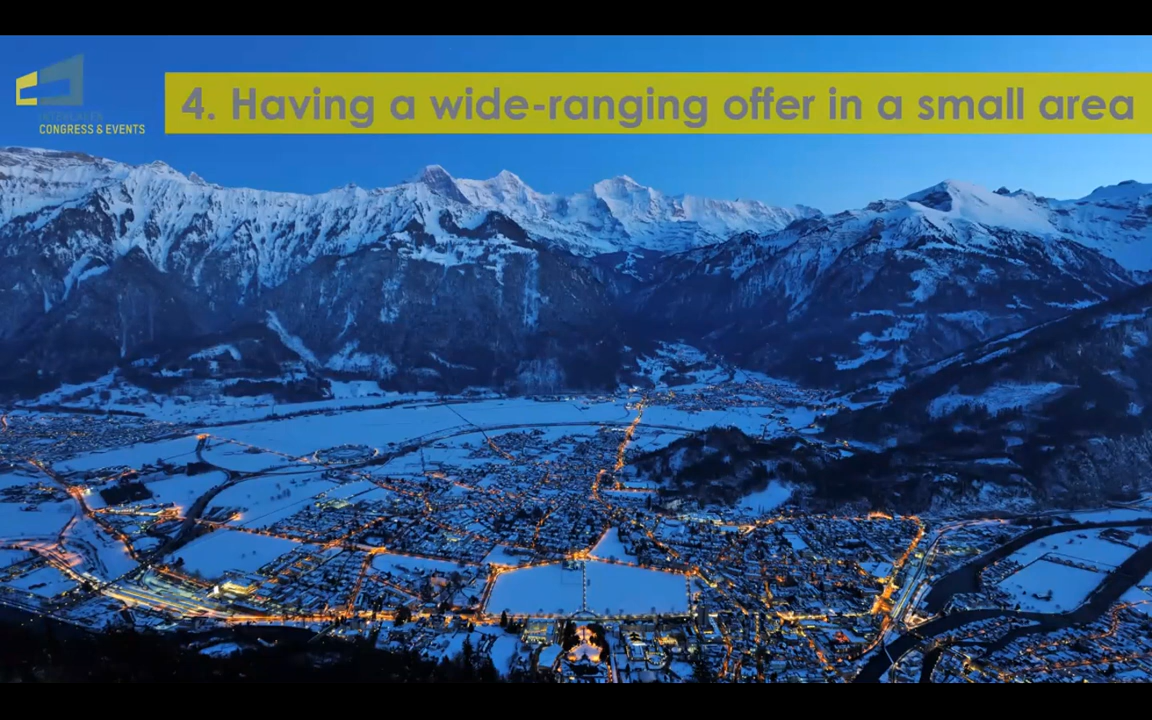 4. Having a wide-ranging offer in a small area
CONGRESS & EVENTS